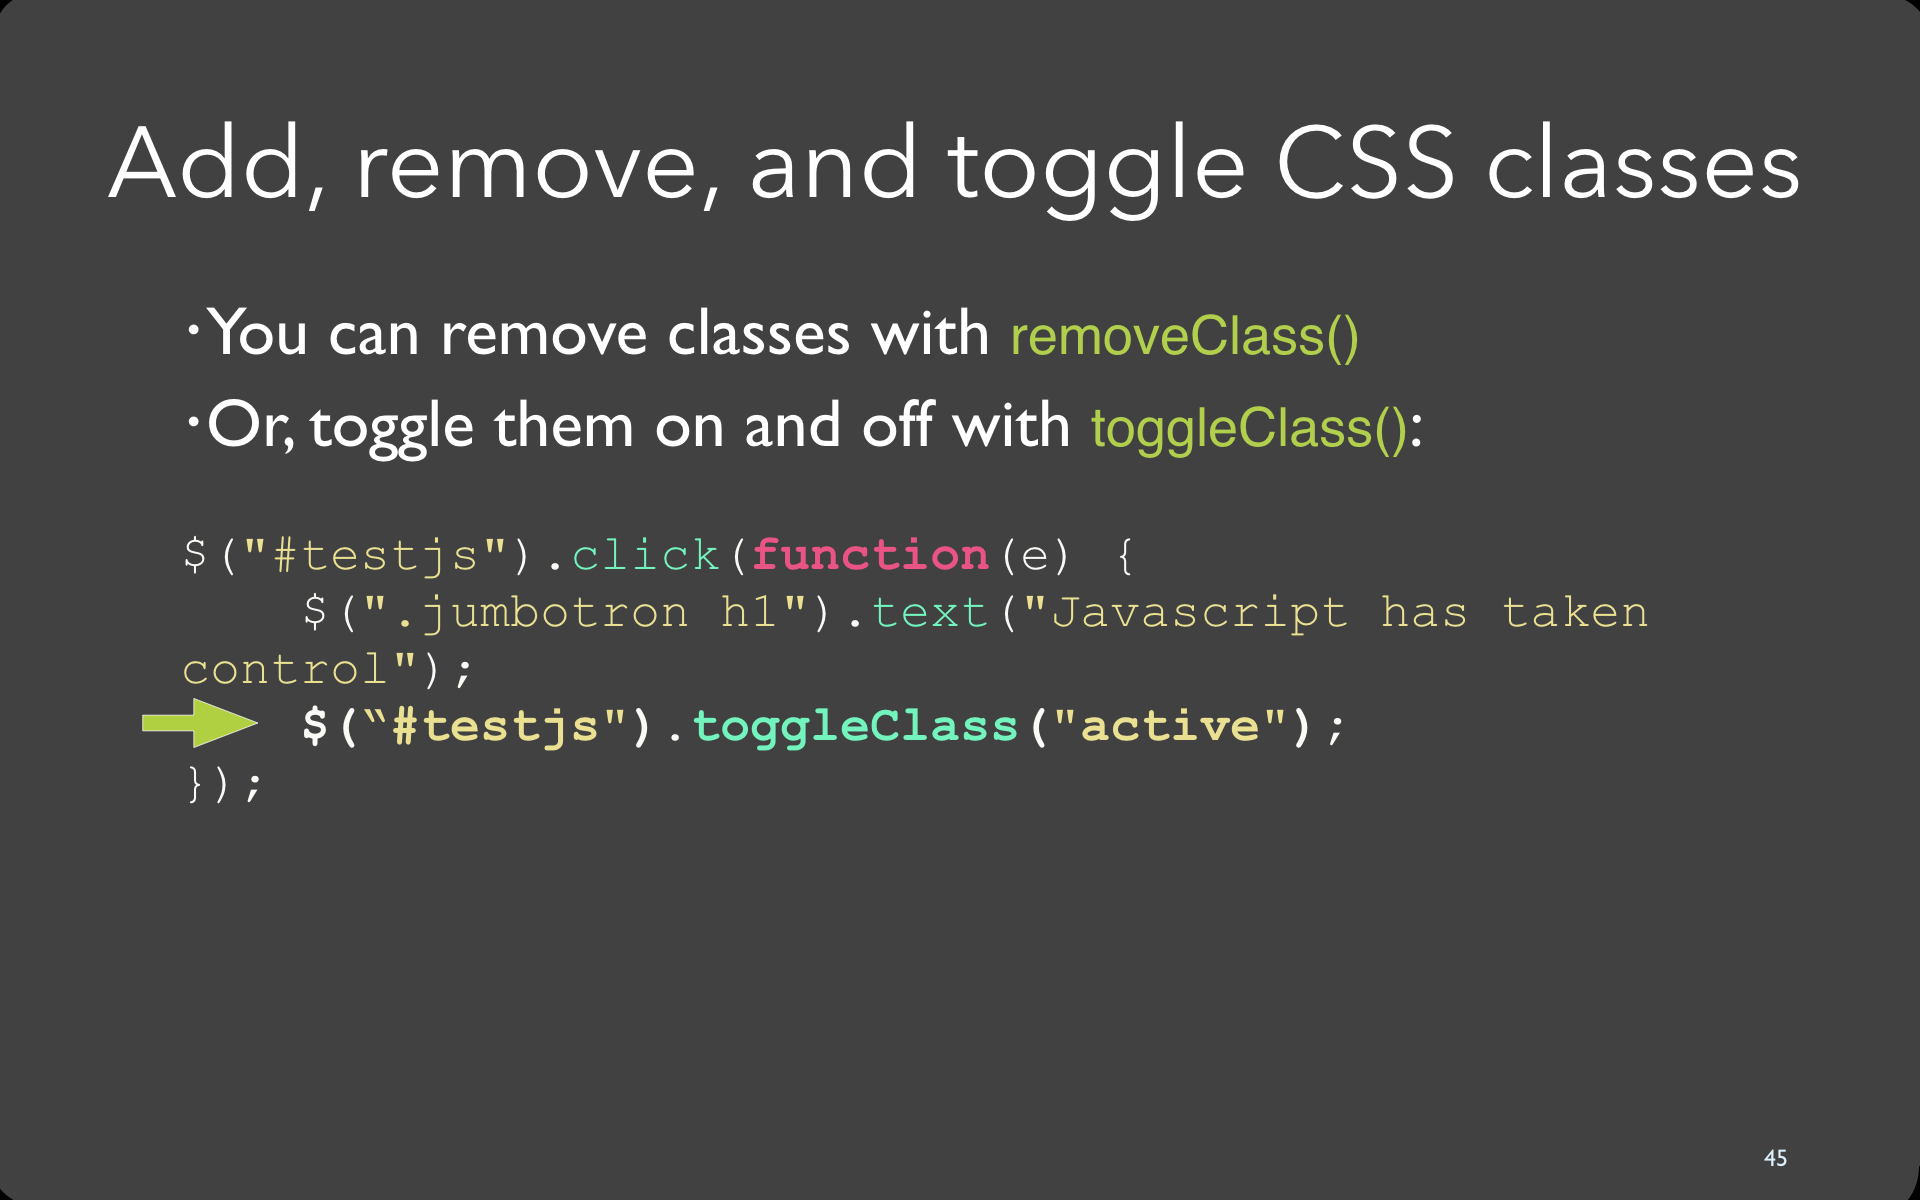 Add, remove, and toggle CSS classes
·You can remove classes with removeClass()
·Or, toggle them on and off with toggleClass():
$("#testjs").click(function(e) {
    $(".jumbotron h1").text("Javascript has taken
control");
    $(“#testjs").toggleClass("active");
});
45